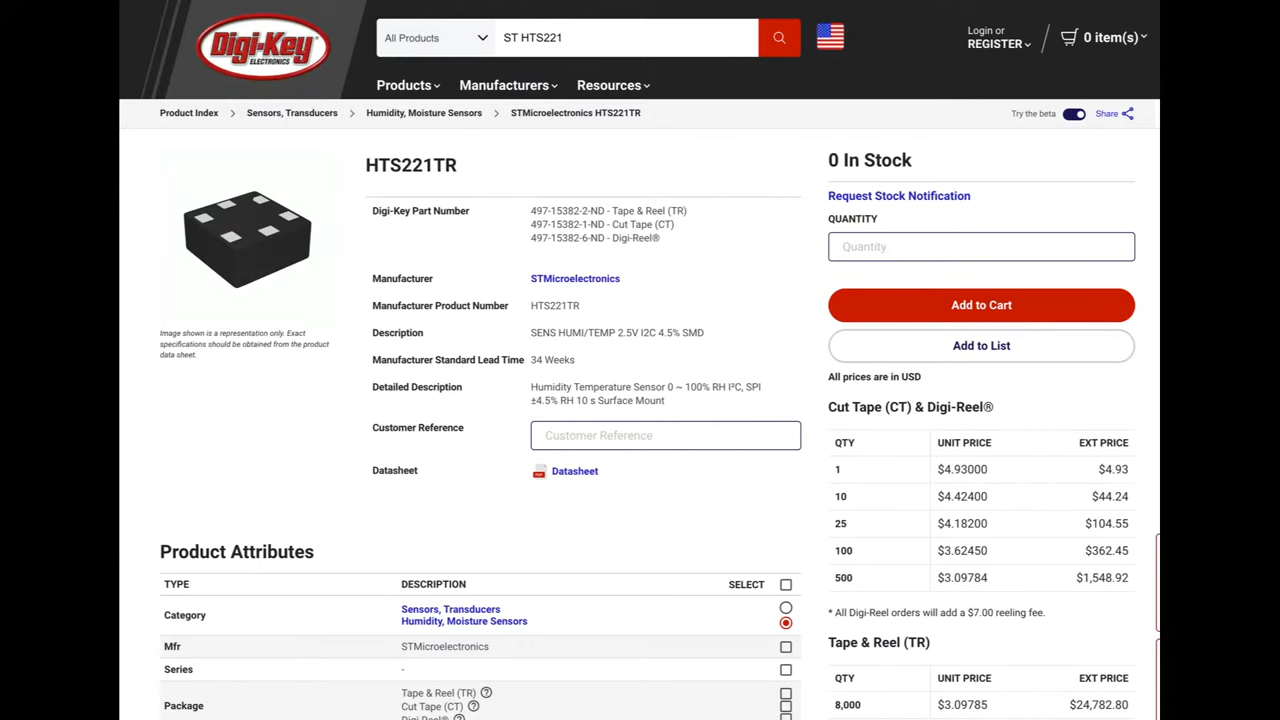 Digi-Key
ELECTRONICS
All Products
ST HTS221
Login or
REGISTER
0 item(s)
Products
Manufacturers
Resources
Product Index
Sensors, Transducers
Humidity, Moisture Sensors
STMicroelectronics HTS221TR
Try the beta
Share
Image shown is a representation only. Exact
specifications should be obtained from the product
data sheet.
HTS221TR
Digi-Key Part Number
497-15382-2-ND - Tape & Reel (TR)
497-15382-1-ND - Cut Tape (CT)
497-15382-6-ND - Digi-Reel®
Manufacturer STMicroelectronics
Manufacturer Product Number HTS221TR
Description SENS HUMI/TEMP 2.5V I2C 4.5% SMD
Manufacturer Standard Lead Time 34 Weeks
Detailed Description Humidity Temperature Sensor 0 ~ 100% RH I²C, SPI
±4.5% RH 10 s Surface Mount
Customer Reference Customer Reference
Datasheet Datasheet
0 In Stock
Request Stock Notification
QUANTITY
Quantity
Add to Cart
Add to List
All prices are in USD
Cut Tape (CT) & Digi-Reel®
QTY UNIT PRICE EXT PRICE
1 $4.93000 $4.93
10 $4.42400 $44.24
25 $4.18200 $104.55
100 $3.62450 $362.45
500 $3.09784 $1,548.92
* All Digi-Reel orders will add a $7.00 reeling fee.
Tape & Reel (TR)
QTY UNIT PRICE EXT PRICE
8,000 $3.09785 $24,782.80
Product Attributes
TYPE DESCRIPTION SELECT
Category Sensors, Transducers
Humidity, Moisture Sensors
Mfr STMicroelectronics
Series -
Package Tape & Reel (TR)
Cut Tape (CT)
Digi-Reel®